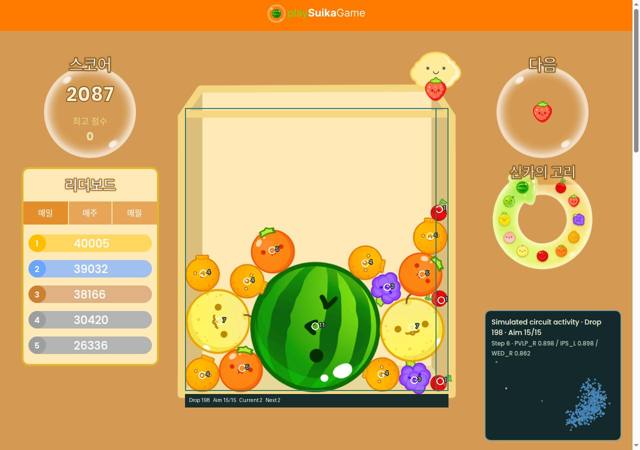 playSuikaGame
스코어
2087
최고 점수
0
다음
신카의 고리
리더보드
매일
매주
매월
1 40005
2 39032
3 38166
4 30420
5 26336
Simulated circuit activity · Drop
198 · Aim 15/15
Step 6 · PVLP_R 0.898 / IPS_L 0.898 /
WED_R 0.862
Drop 198 Aim 15/15 Current 2 Next 2